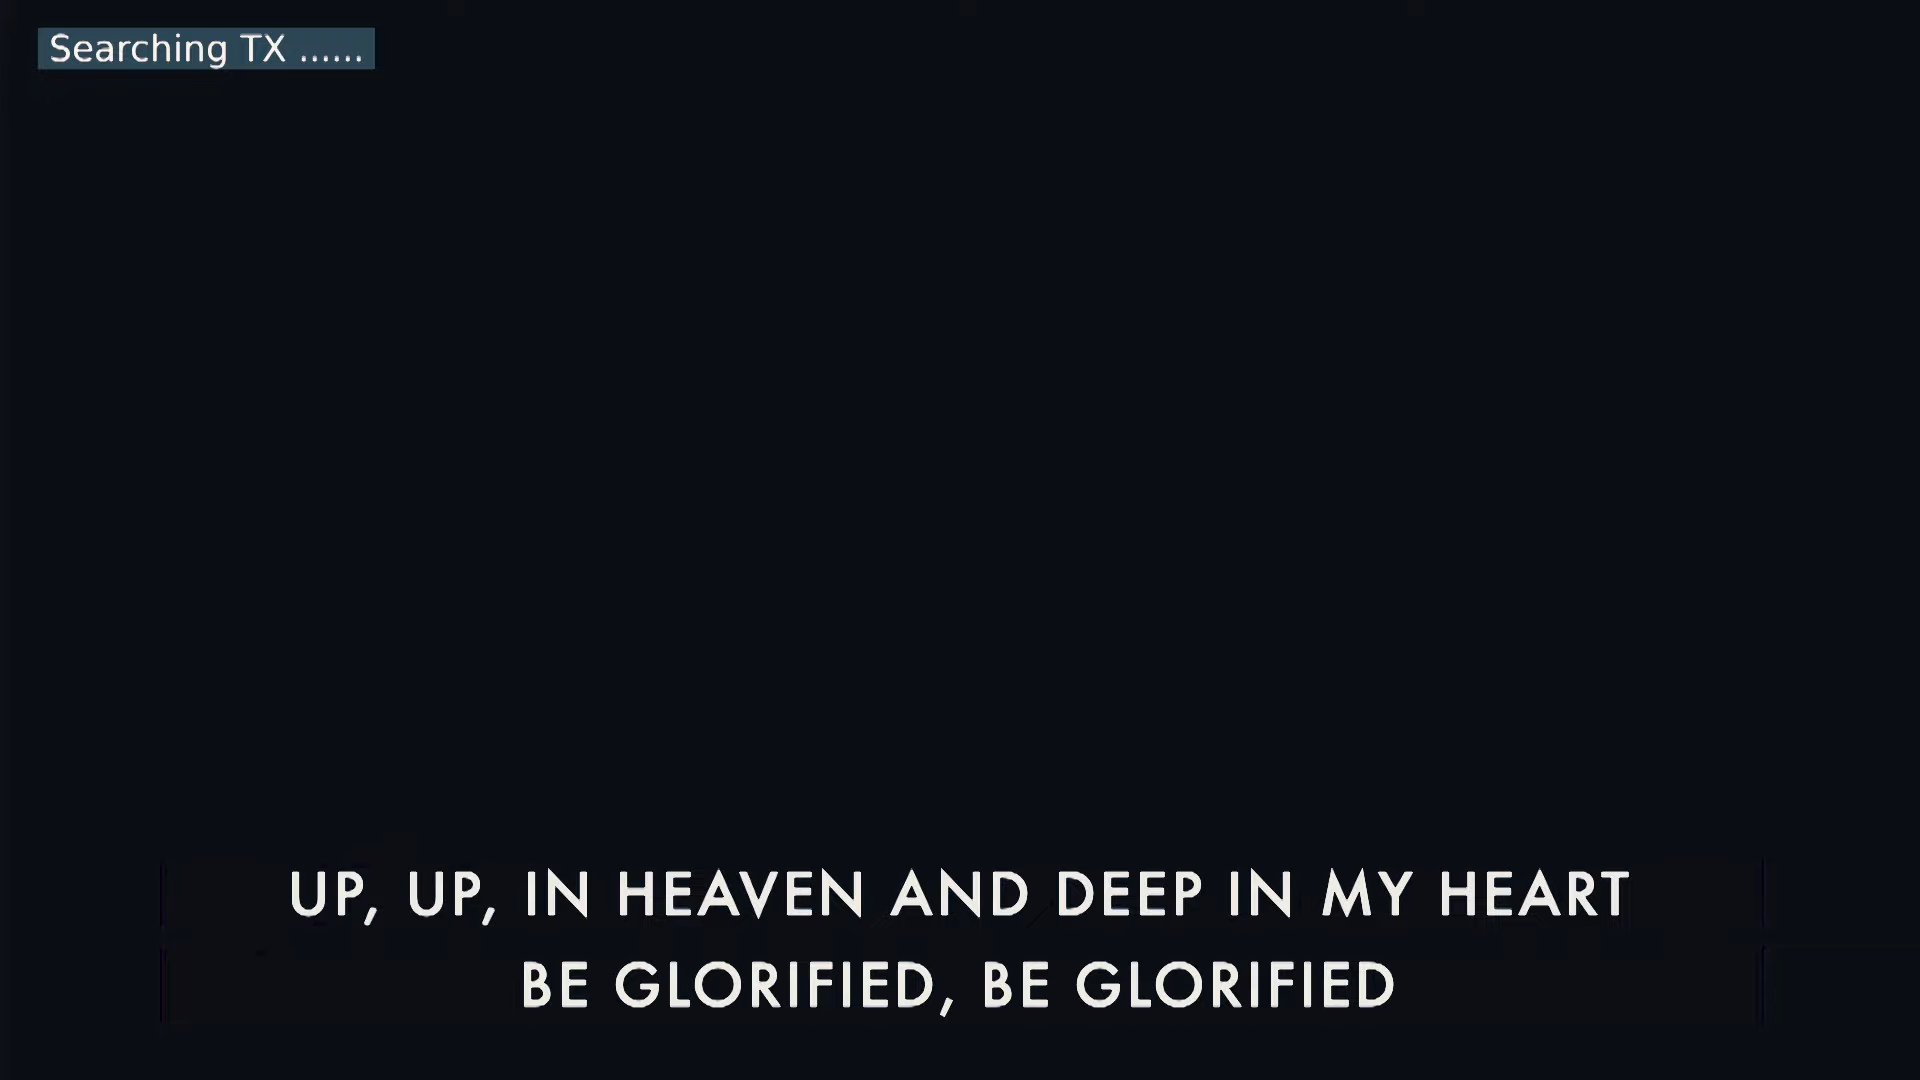 Searching TX ......
UP, UP, IN HEAVEN AND DEEP IN MY HEART
BE GLORIFIED, BE GLORIFIED